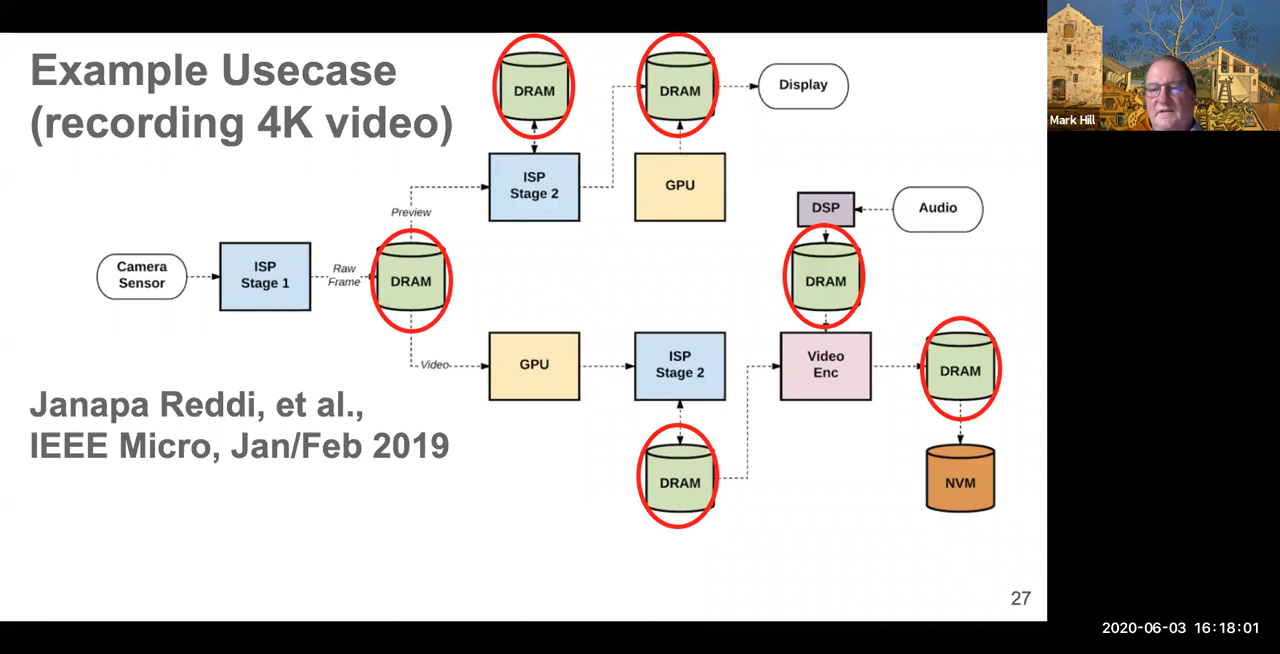 Example Usecase
(recording 4K video)
DRAM
DRAM
Display
Mark Hill
ISP
Stage 2
GPU
Preview
DSP
Audio
Camera
Sensor
ISP
Stage 1
Raw
Frame
DRAM
DRAM
Video
GPU
ISP
Stage 2
Video
Enc
DRAM
Janapa Reddi, et al.,
IEEE Micro, Jan/Feb 2019
DRAM
NVM
27
2020-06-03 16:18:01